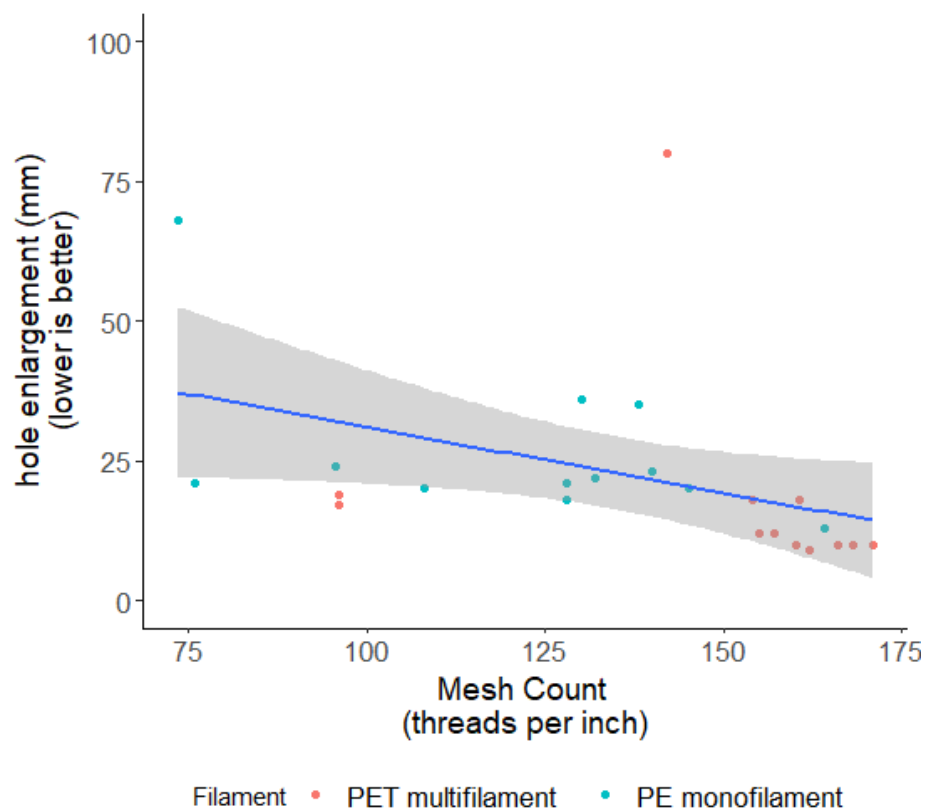 100
75
50
25
0
hole enlargement (mm)
(lower is better)
75 100 125 150 175
Mesh Count
(threads per inch)
Filament PET multifilament PE monofilament